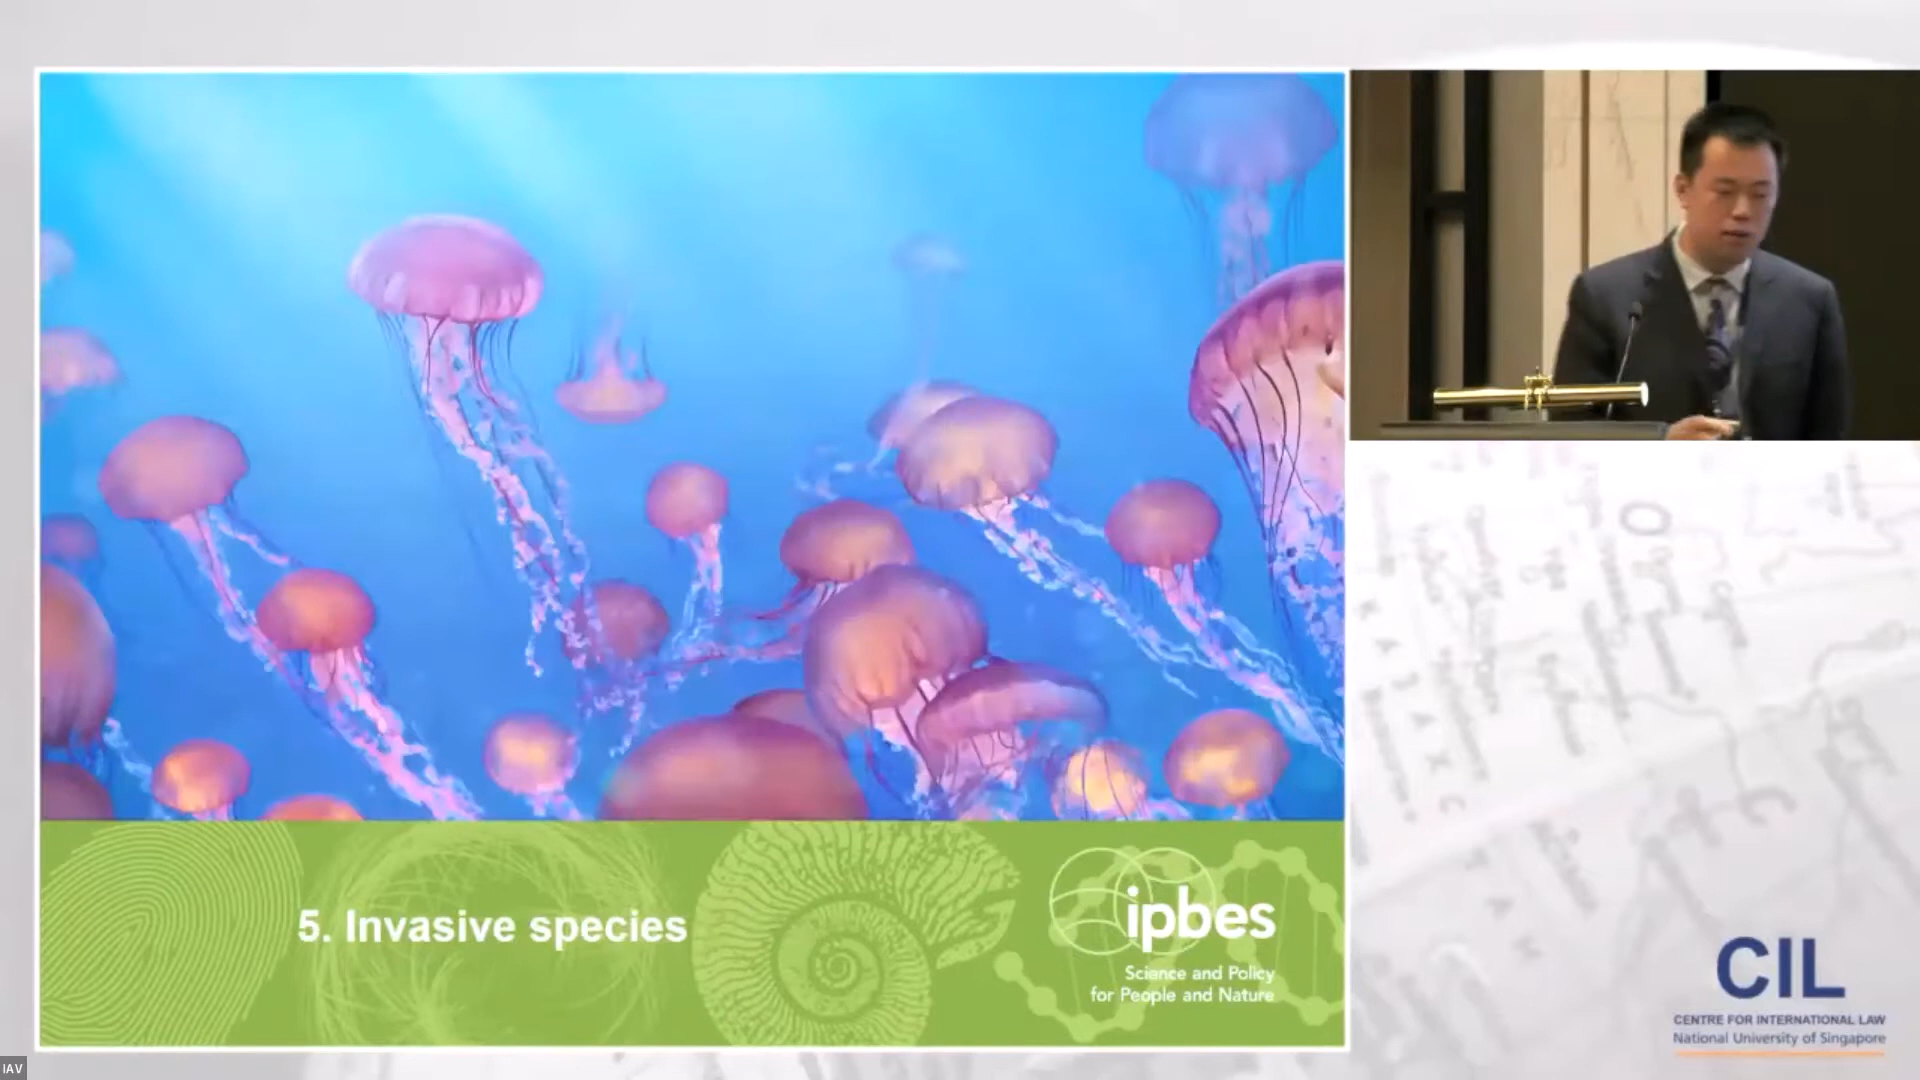 5. Invasive species
ipbes
Science and Policy
for People and Nature
CIL
CENTRE FOR INTERNATIONAL LAW
National University of Singapore
IAV